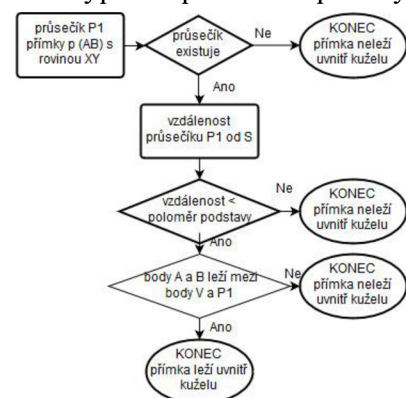 průsečík P1
přímky p (AB) s
rovinou XY
průsečík
existuje
Ne
KONEC
přímka neleží
uvnitř kuželu
Ano
vzdálenost
průsečíku P1 od S
vzdálenost <
poloměr podstavy
Ne
KONEC
přímka neleží
uvnitř kuželu
Ano
body A a B leží mezi
body V a P1
Ne
KONEC
přímka neleží
uvnitř kuželu
Ano
KONEC
přímka leží uvnitř
kuželu